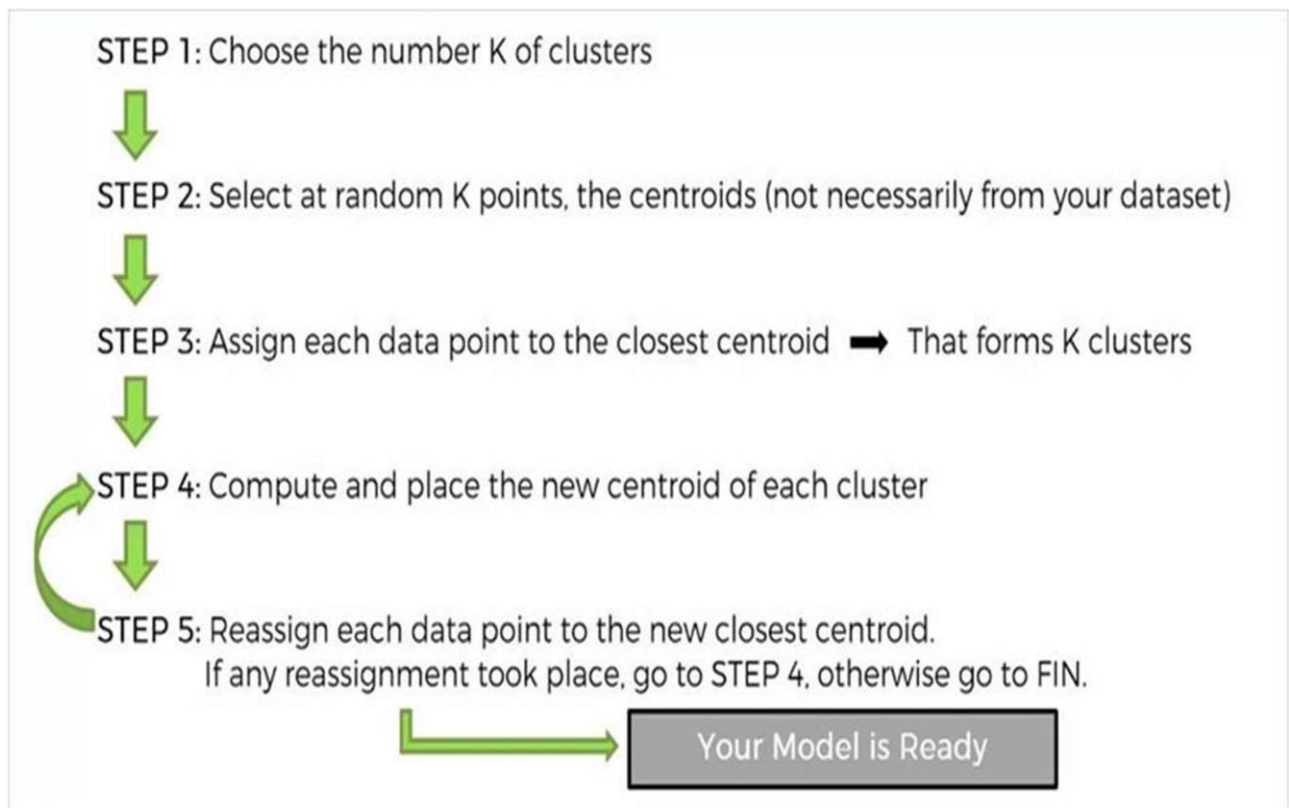 STEP 1: Choose the number K of clusters
STEP 2: Select at random K points, the centroids (not necessarily from your dataset)
STEP 3: Assign each data point to the closest centroid ➡ That forms K clusters
STEP 4: Compute and place the new centroid of each cluster
STEP 5: Reassign each data point to the new closest centroid.
If any reassignment took place, go to STEP 4, otherwise go to FIN.
Your Model is Ready